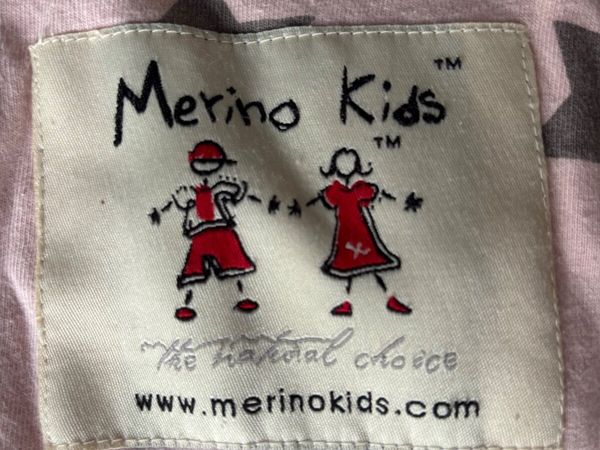 Merino Kids™
™
the natural choice
www.merinokids.com